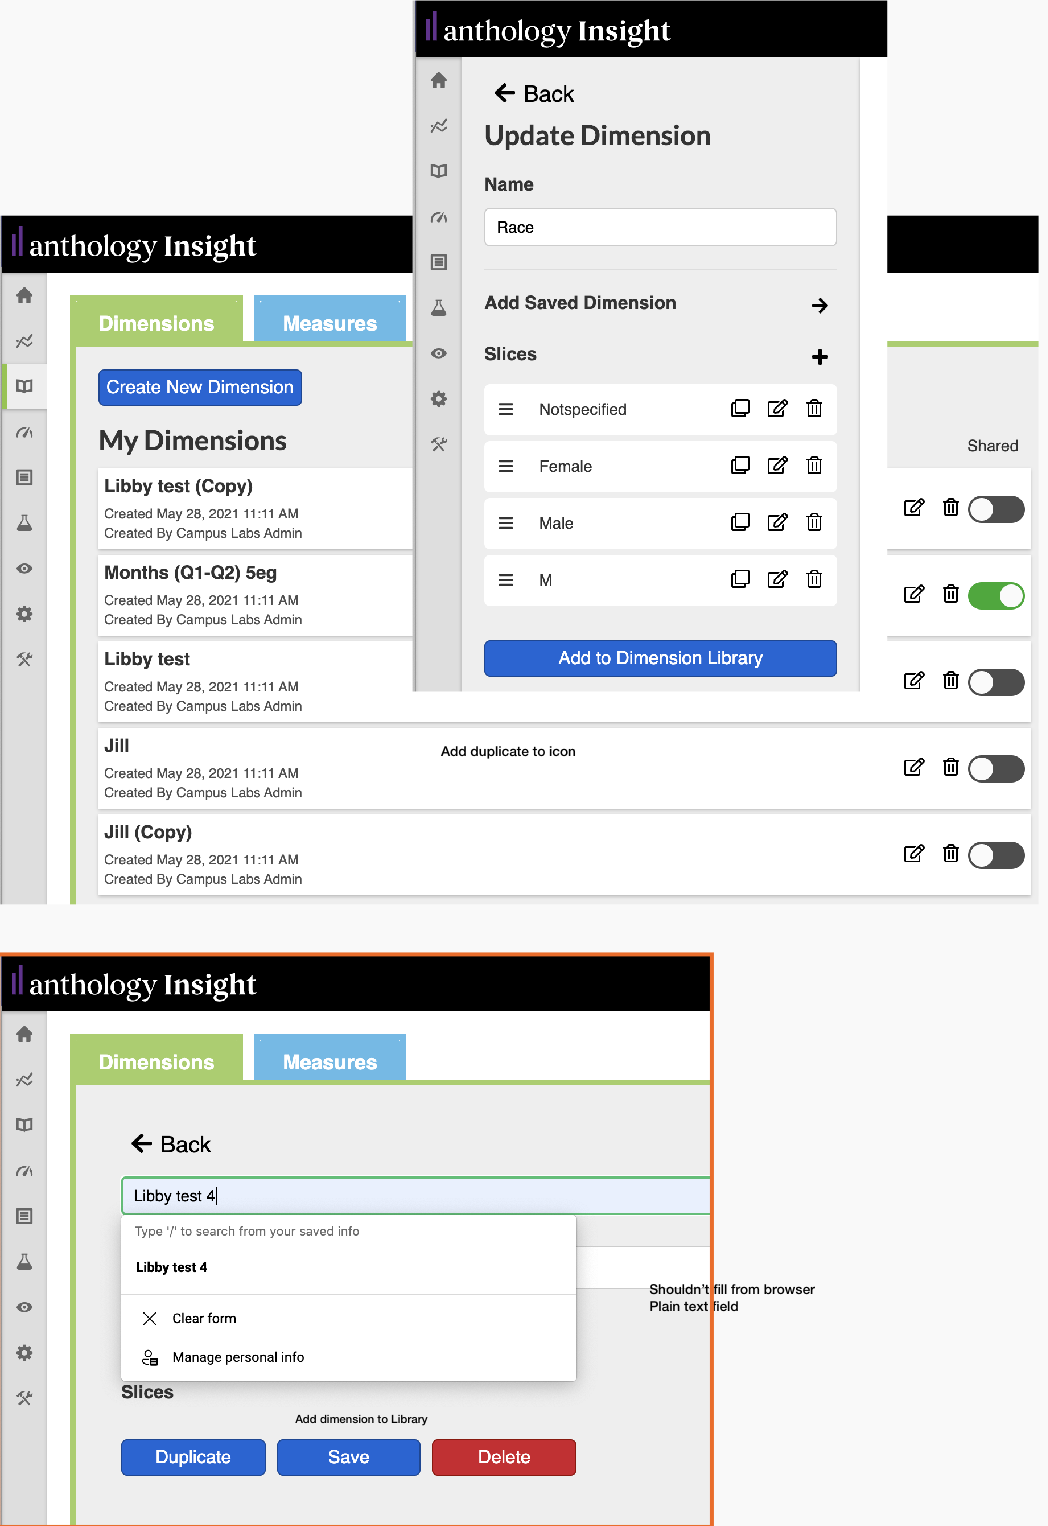 anthology Insight
Back
Update Dimension
Name
Race
Add Saved Dimension
Slices
Notspecified
Female
Male
M
Add to Dimension Library
anthology Insight
Dimensions
Measures
Create New Dimension
My Dimensions
Shared
Libby test (Copy)
Created May 28, 2021 11:11 AM
Created By Campus Labs Admin
Months (Q1-Q2) 5eg
Created May 28, 2021 11:11 AM
Created By Campus Labs Admin
Libby test
Created May 28, 2021 11:11 AM
Created By Campus Labs Admin
Jill
Created May 28, 2021 11:11 AM
Created By Campus Labs Admin
Add duplicate to icon
Jill (Copy)
Created May 28, 2021 11:11 AM
Created By Campus Labs Admin
anthology Insight
Dimensions
Measures
Back
Libby test 4
Type '/' to search from your saved info
Libby test 4
Clear form
Manage personal info
Shouldn't fill from browser
Plain text field
Slices
Add dimension to Library
Duplicate
Save
Delete